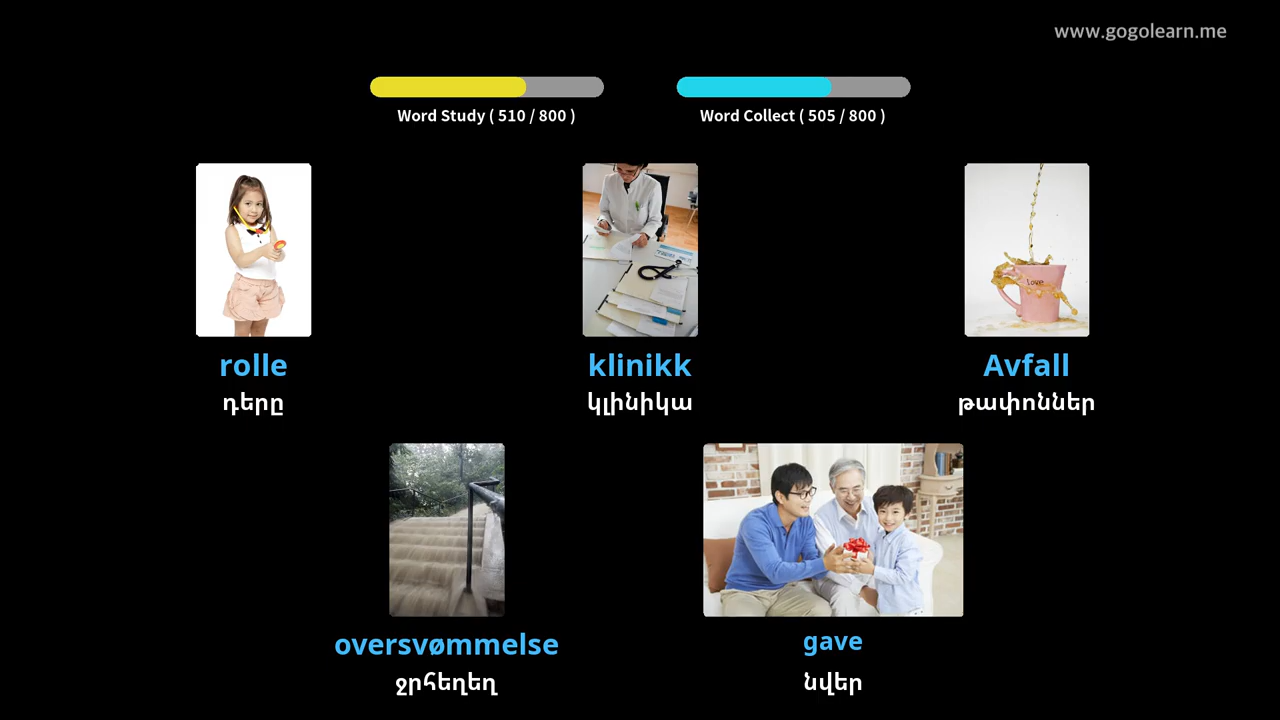 www.gogolearn.me
Word Study ( 510 / 800 )
Word Collect ( 505 / 800 )
Love
rolle
դերը
klinikk
կլինիկա
Avfall
թափոններ
oversvømmelse
ջրհեղեղ
gave
նվեր